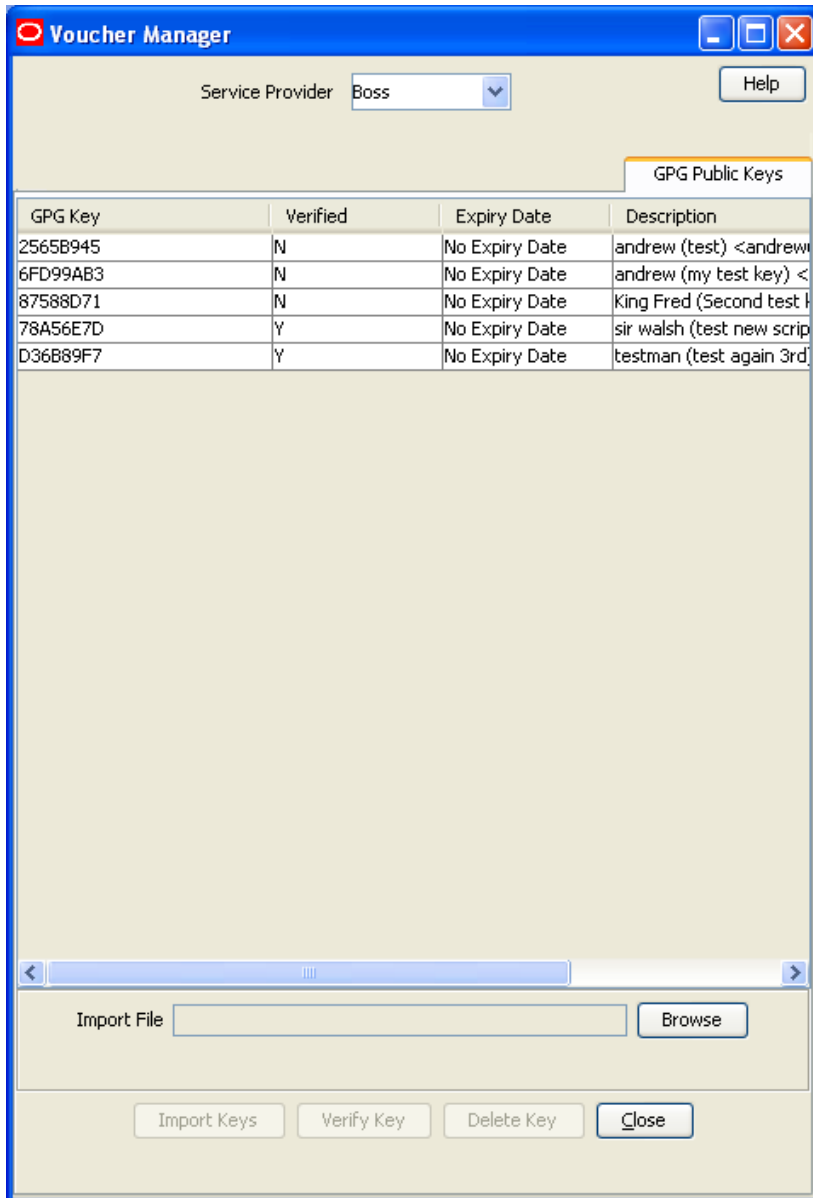 Voucher Manager
Service Provider Boss Help
GPG Public Keys
GPG Key Verified Expiry Date Description
2565B945 N No Expiry Date andrew (test)
6FD99AB3 N No Expiry Date andrew (my test key) <
87588D71 N No Expiry Date King Fred (Second test
78A56E7D Y No Expiry Date sir walsh (test new scrip
D36B89F7 Y No Expiry Date testman (test again 3rd)
Import File Browse
Import Keys Verify Key Delete Key Close